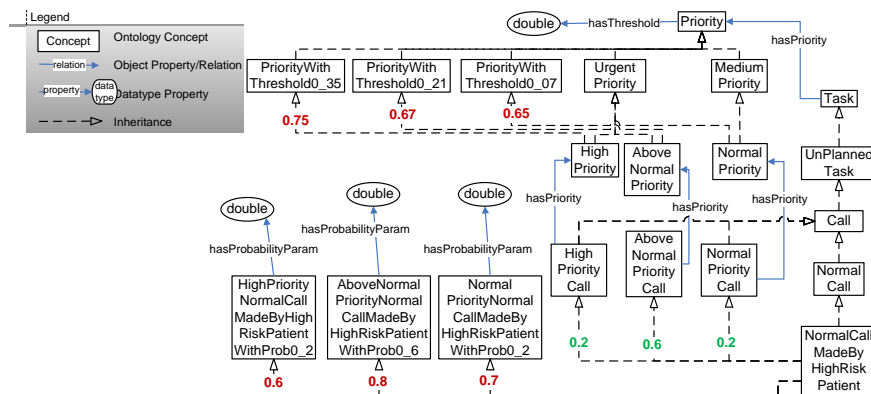 Legend
Concept
Ontology Concept
relation
Object Property/Relation
property
data
type
Datatype Property
Inheritance
double
hasThreshold
Priority
hasPriority
PriorityWith
Threshold0_35
PriorityWith
Threshold0_21
PriorityWith
Threshold0_07
Urgent
Priority
Medium
Priority
Task
0.75
0.67
0.65
High
Priority
Above
Normal
Priority
Normal
Priority
UnPlanned
Task
double
double
double
hasPriority
hasPriority
hasPriority
Call
hasProbabilityParam
hasProbabilityParam
hasProbabilityParam
High
Priority
Call
Above
Normal
Priority
Call
Normal
Priority
Call
Normal
Call
HighPriority
NormalCall
MadeByHigh
RiskPatient
WithProb0_2
AboveNormal
PriorityNormal
CallMadeBy
HighRiskPatient
WithProb0_6
Normal
PriorityNormal
CallMadeBy
HighRiskPatient
WithProb0_2
0.2
0.6
0.2
NormalCall
MadeBy
HighRisk
Patient
0.6
0.8
0.7